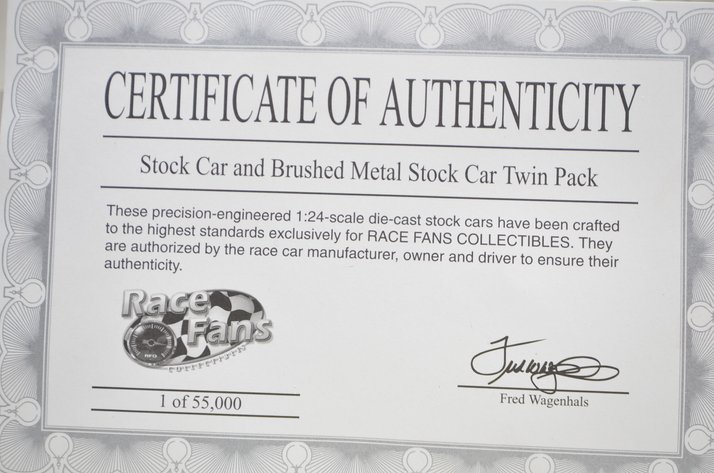 CERTIFICATE OF AUTHENTICITY
Stock Car and Brushed Metal Stock Car Twin Pack
These precision-engineered 1:24-scale die-cast stock cars have been crafted
to the highest standards exclusively for RACE FANS COLLECTIBLES. They
are authorized by the race car manufacturer, owner and driver to ensure their
authenticity.
Race
Fans
1 of 55,000
Fred Wagenhals